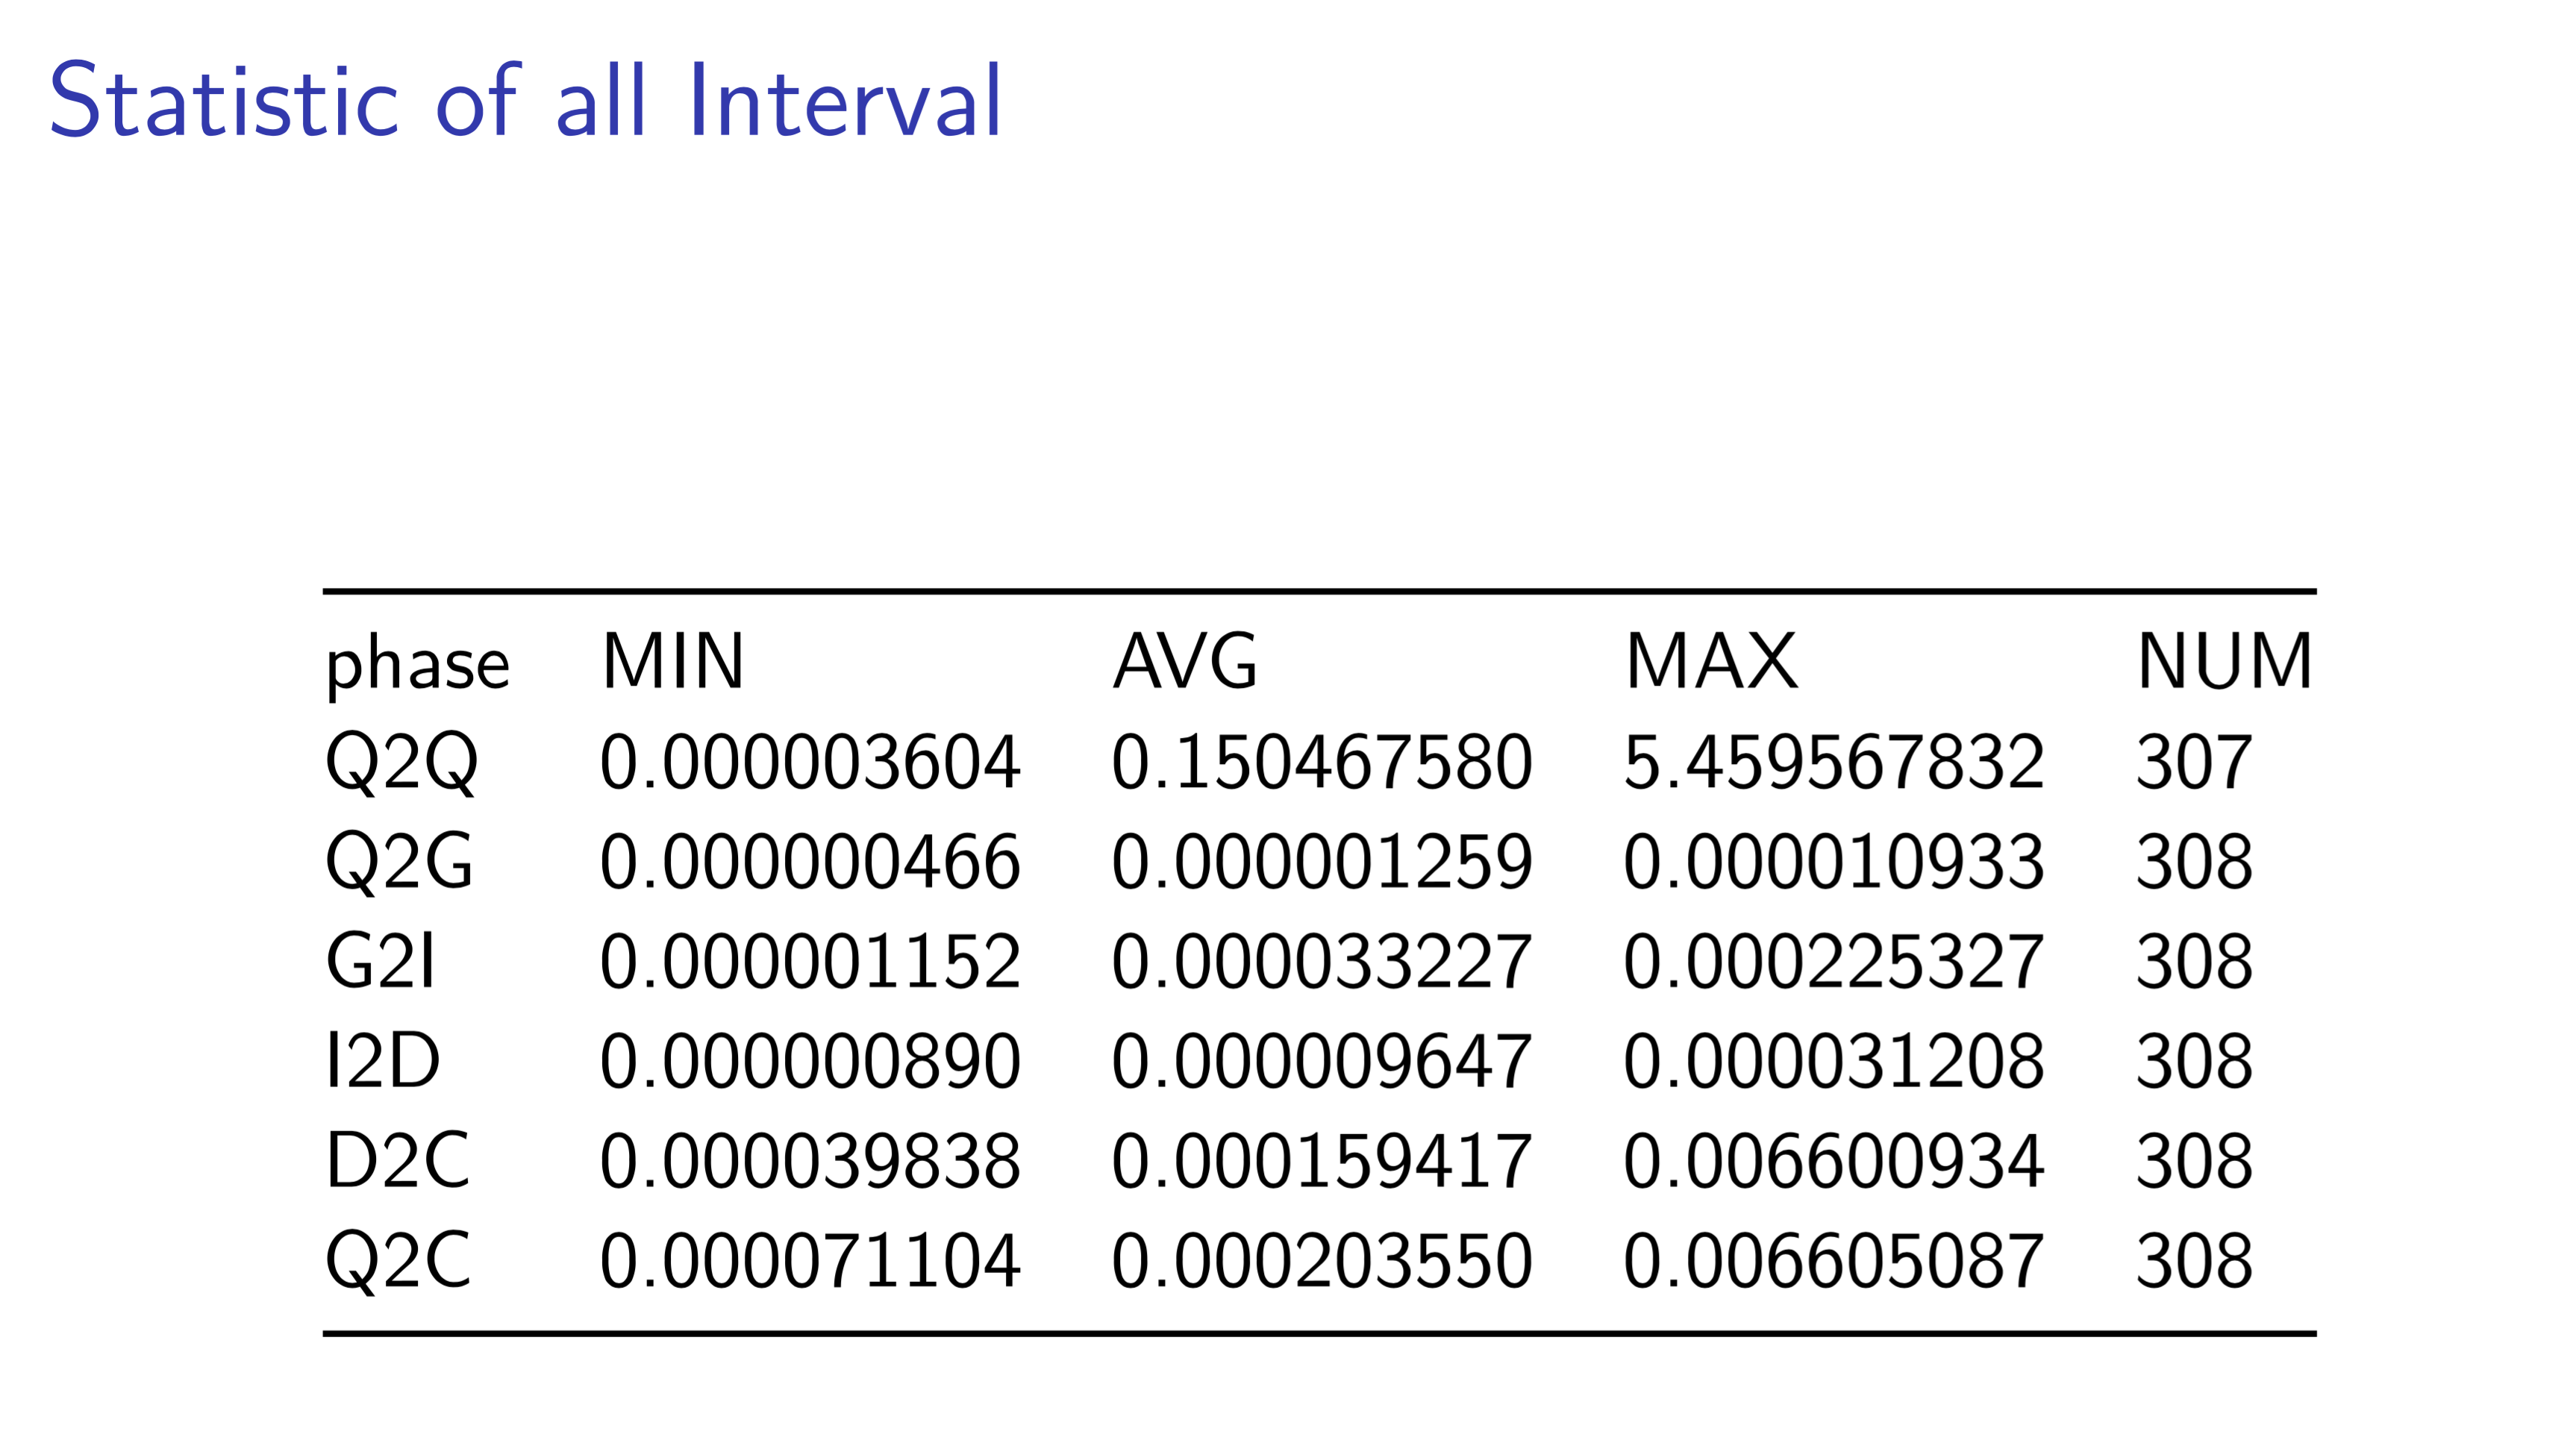 Statistic of all Interval
phase MIN AVG MAX NUM
Q2Q 0.000003604 0.150467580 5.459567832 307
Q2G 0.000000466 0.000001259 0.000010933 308
G2I 0.000001152 0.000033227 0.000225327 308
I2D 0.000000890 0.000009647 0.000031208 308
D2C 0.000039838 0.000159417 0.006600934 308
Q2C 0.000071104 0.000203550 0.006605087 308